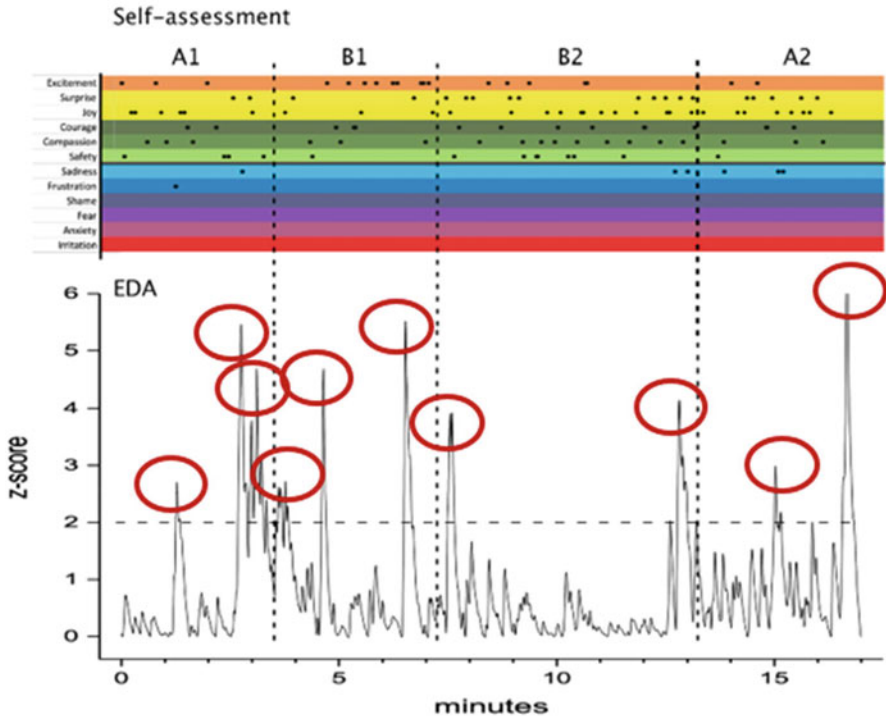 Self-assessment
A1 B1 B2 A2
Excitement
Surprise
Joy
Courage
Compassion
Safety
Sadness
Frustration
Shame
Fear
Anxiety
Irritation
EDA
6
5
4
3
2
1
0
z-score
0 5 10 15
minutes